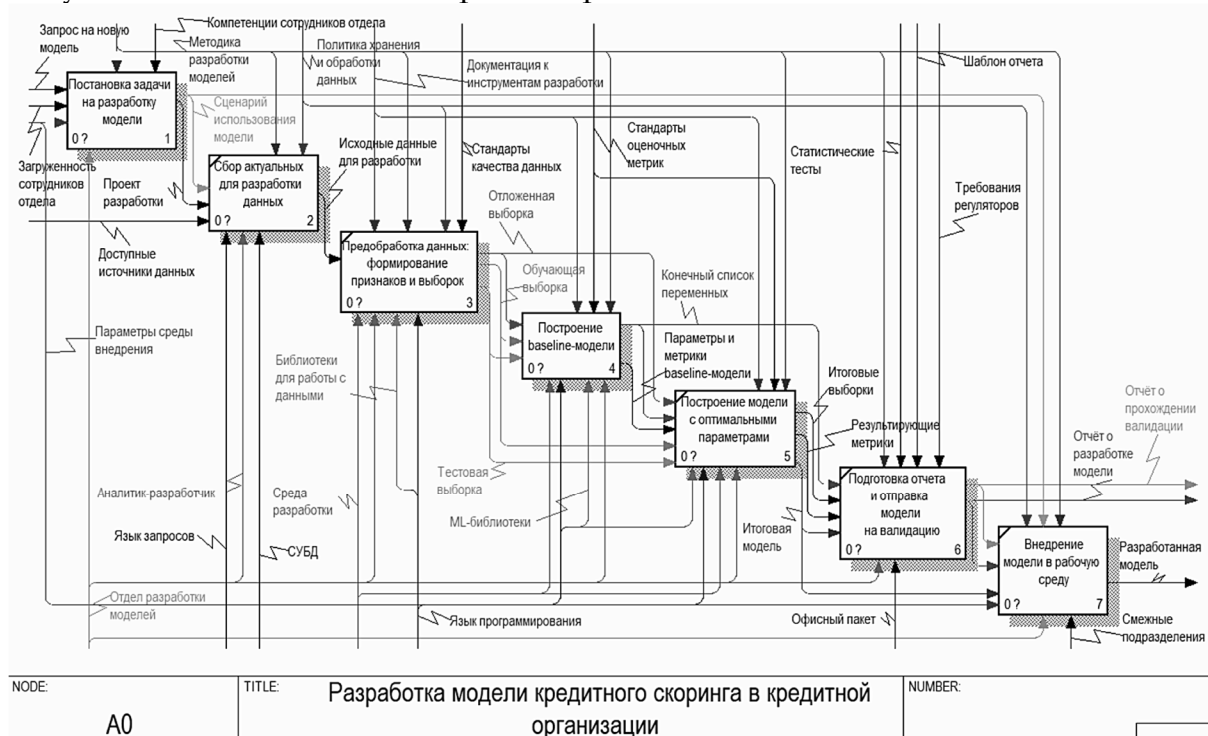 Компетенции сотрудников отдела
Запрос на новую
модель
Методика
разработки
моделей
Политика хранения
и обработки
данных
Документация к
инструментам разработки
Шаблон отчета
Постановка задачи
на разработку
модели
0 ? 1
Сценарий
использования
модели
Исходные данные
для разработки
Стандарты
качества данных
Стандарты
оценочных
метрик
Статистические
тесты
Загруженность
сотрудников
отдела
Проект
разработки
Сбор актуальных
для разработки
данных
0 ? 2
Требования
регуляторов
Отложенная
выборка
Доступные
источники данных
Предобработка данных:
формирование
признаков и выборок
0 ? 3
Обучающая
выборка
Конечный список
переменных
Параметры среды
внедрения
Построение
baseline-модели
0 ? 4
Параметры и
метрики
baseline-модели
Библиотеки
для работы с
данными
Итоговые
выборки
Отчёт о
прохождении
валидации
Построение модели
с оптимальными
параметрами
0 ? 5
Результирующие
метрики
Отчёт о
разработке
модели
Тестовая
выборка
Аналитик-разработчик
Среда
разработки
ML-библиотеки
Подготовка отчета
и отправка
модели
на валидацию
0 ? 6
Итоговая
модель
Язык запросов
СУБД
Внедрение
модели в рабочую
среду
0 ? 7
Разработанная
модель
Отдел разработки
моделей
Язык программирования
Офисный пакет
Смежные
подразделения
NODE:
A0
TITLE:
Разработка модели кредитного скоринга в кредитной
организации
NUMBER: